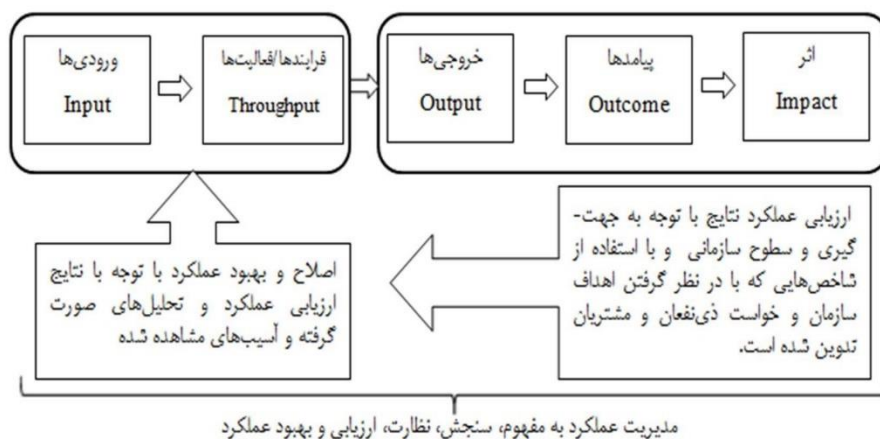 ورودی‌ها
Input
فرایندها/فعالیت‌ها
Throughput
خروجی‌ها
Output
پیامدها
Outcome
اثر
Impact
ارزیابی عملکرد نتایج با توجه به جهت-
گیری و سطوح سازمانی و با استفاده از
شاخص‌هایی که با در نظر گرفتن اهداف
سازمان و خواست ذی‌نفعان و مشتریان
تدوین شده است.
اصلاح و بهبود عملکرد با توجه با نتایج
ارزیابی عملکرد و تحلیل‌های صورت
گرفته و آسیب‌های مشاهده شده
مدیریت عملکرد به مفهوم، سنجش، نظارت، ارزیابی و بهبود عملکرد